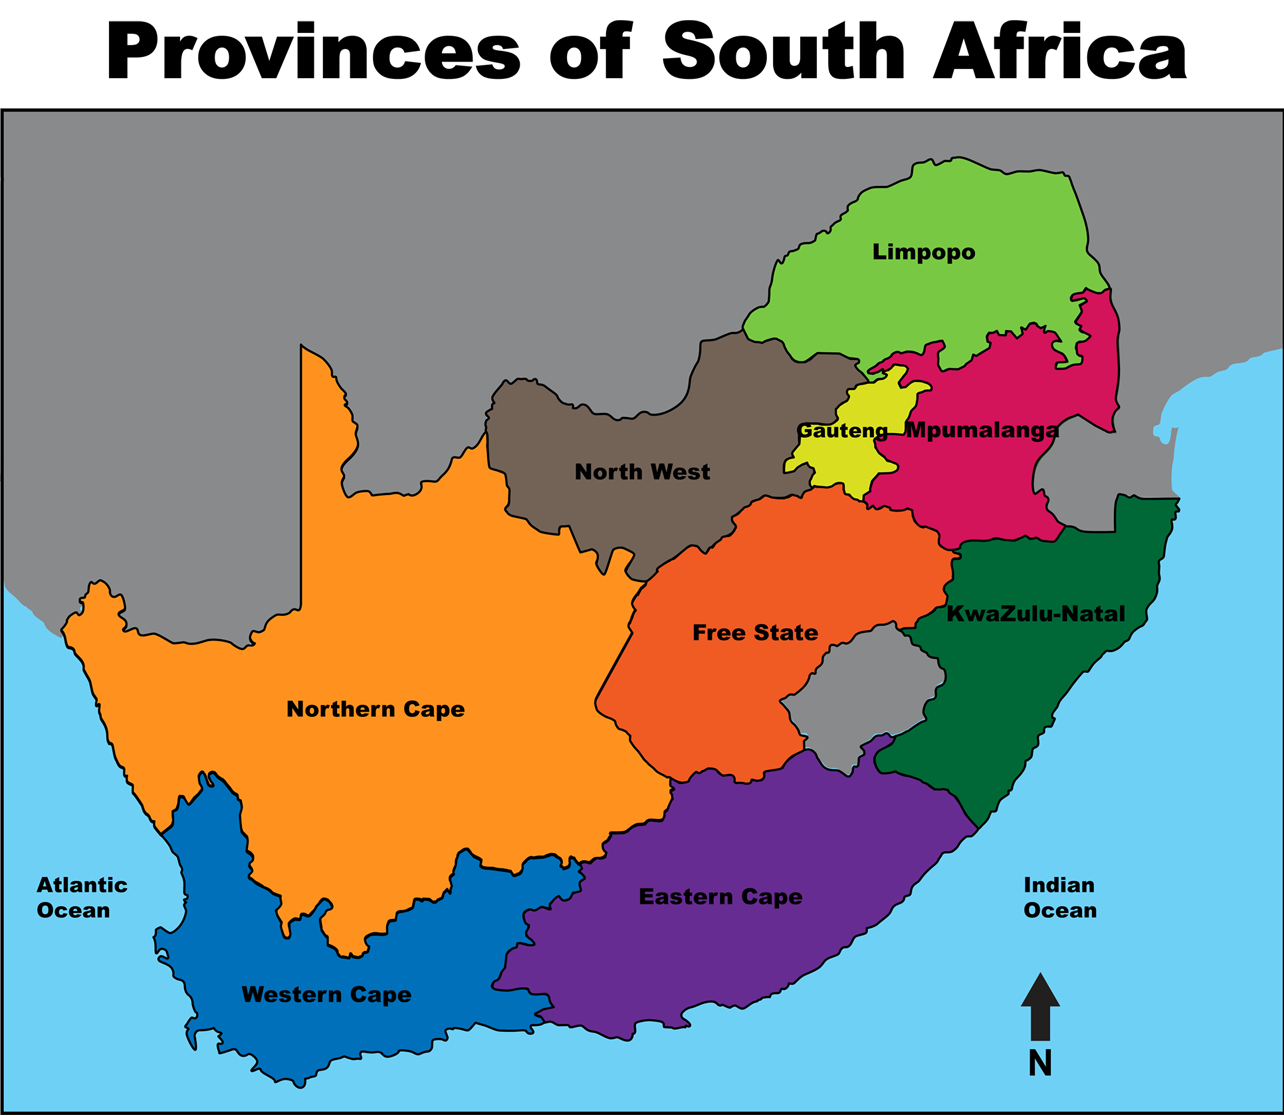 Provinces of South Africa
Limpopo
Gauteng
Mpumalanga
North West
KwaZulu-Natal
Free State
Northern Cape
Atlantic
Ocean
Eastern Cape
Indian
Ocean
Western Cape
N